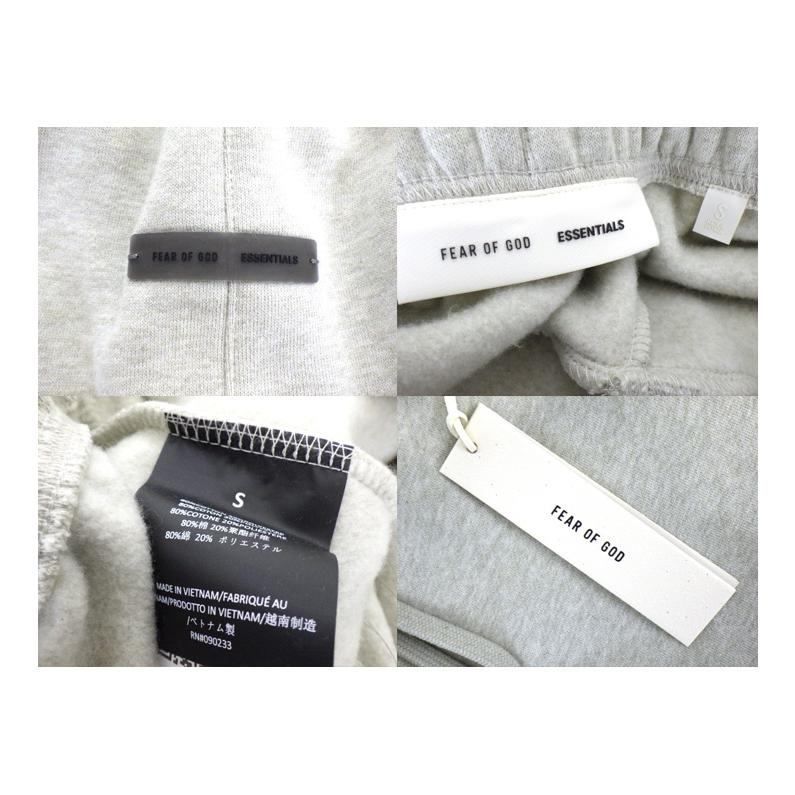 FEAR OF GOD ESSENTIALS
FEAR OF GOD ESSENTIALS
S
S
80%COTONE 20%POLIESTERE
80%棉 20%聚酯纤维
80%綿 20% ポリエステル
MADE IN VIETNAM/FABRIQUÉ AU
NAM/PRODOTTO IN VIETNAM/越南制造
/ベトナム製
RN#090233
FEAR OF GOD